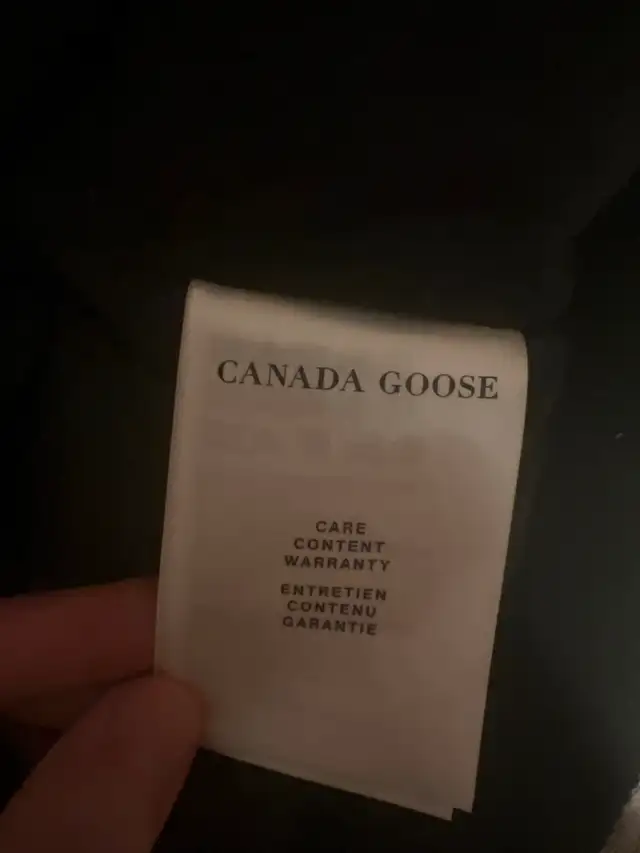 CANADA GOOSE
CARE
CONTENT
WARRANTY
ENTRETIEN
CONTENU
GARANTIE